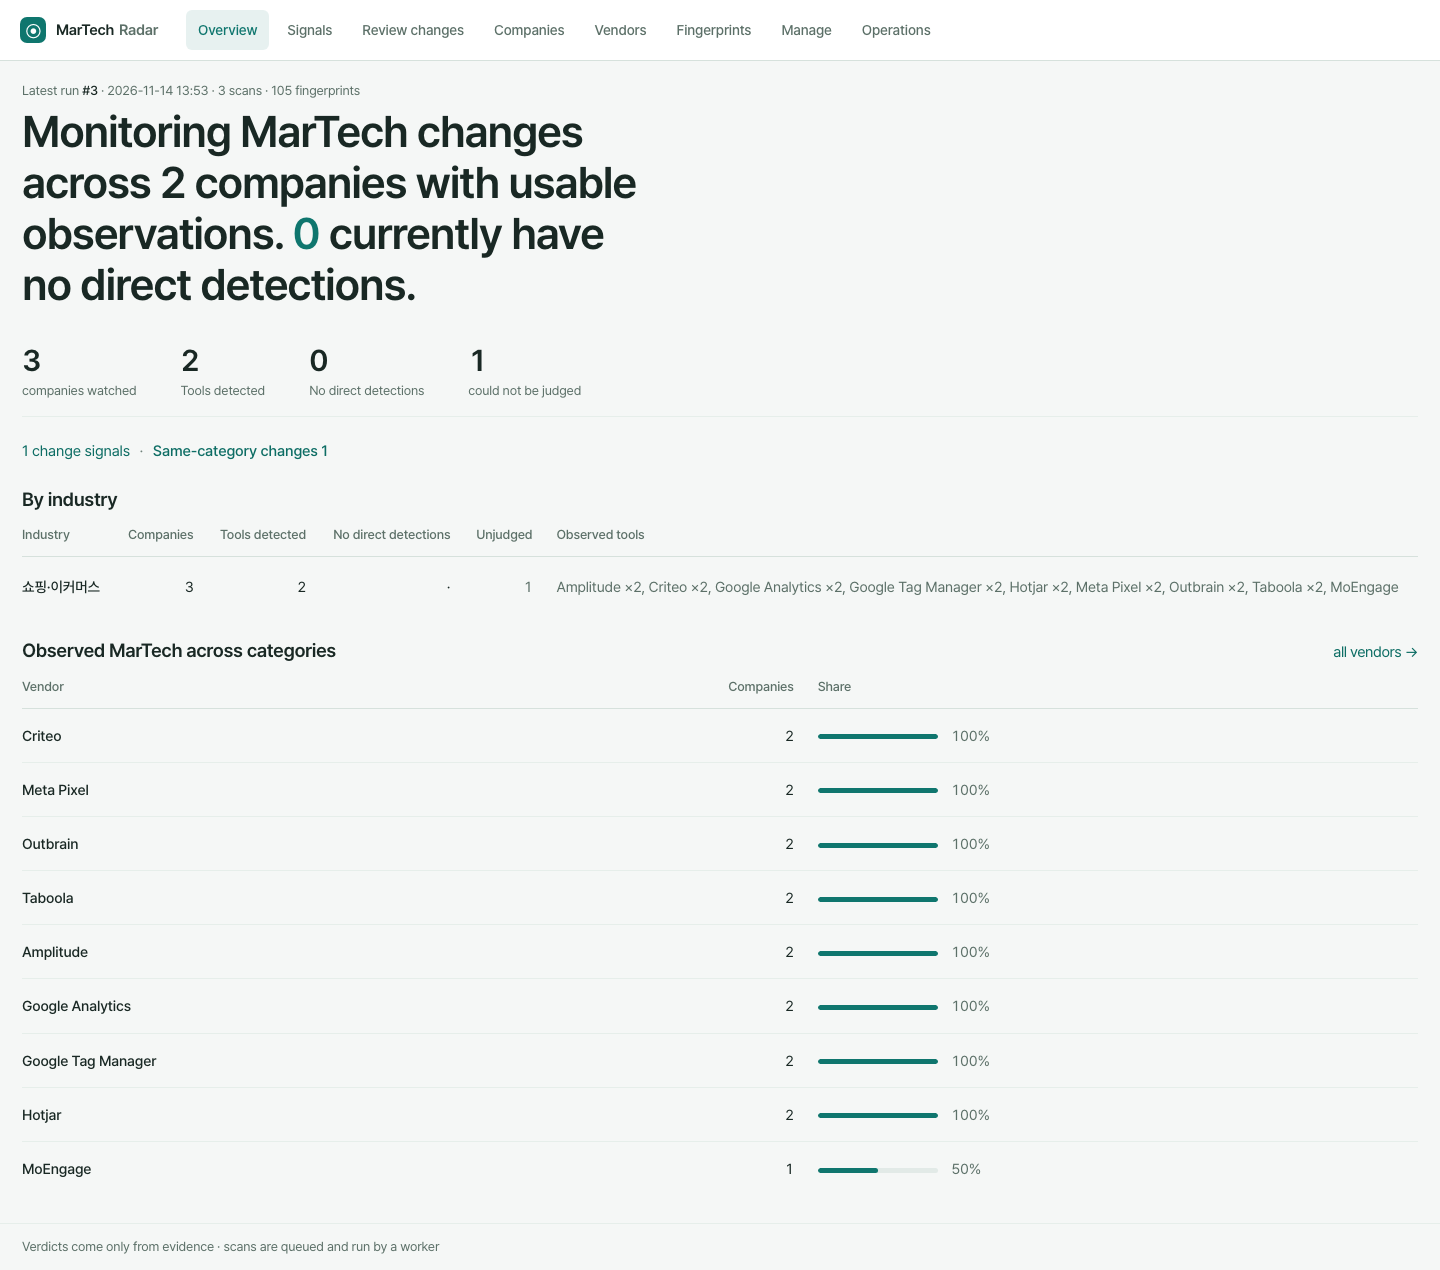 MarTech Radar
Overview
Signals
Review changes
Companies
Vendors
Fingerprints
Manage
Operations
Latest run #3 · 2026-11-14 13:53 · 3 scans · 105 fingerprints
Monitoring MarTech changes
across 2 companies with usable
observations. 0 currently have
no direct detections.
3
companies watched
2
Tools detected
0
No direct detections
1
could not be judged
1 change signals · Same-category changes 1
By industry
Industry Companies Tools detected No direct detections Unjudged Observed tools
쇼핑·이커머스 3 2 · 1 Amplitude ×2, Criteo ×2, Google Analytics ×2, Google Tag Manager ×2, Hotjar ×2, Meta Pixel ×2, Outbrain ×2, Taboola ×2, MoEngage
Observed MarTech across categories
all vendors →
Vendor Companies Share
Criteo 2 100%
Meta Pixel 2 100%
Outbrain 2 100%
Taboola 2 100%
Amplitude 2 100%
Google Analytics 2 100%
Google Tag Manager 2 100%
Hotjar 2 100%
MoEngage 1 50%
Verdicts come only from evidence · scans are queued and run by a worker